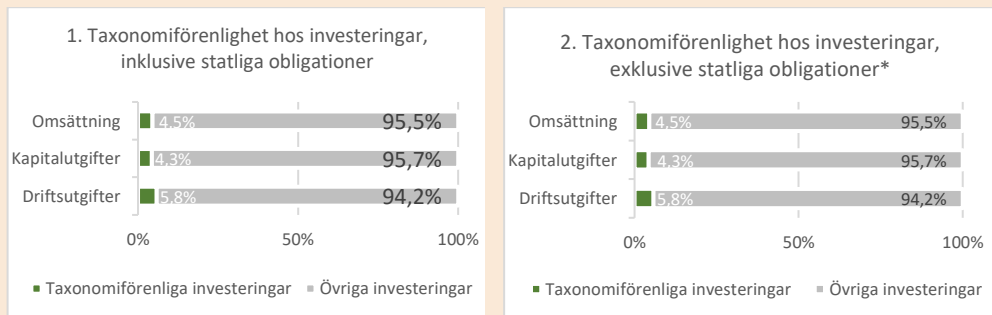 1. Taxonomiförenlighet hos investeringar,
inklusive statliga obligationer
Omsättning 4.5% 95,5%
Kapitalutgifter 4.3% 95,7%
Driftsutgifter 5.8% 94,2%
0% 50% 100%
Taxonomiförenliga investeringar Övriga investeringar
2. Taxonomiförenlighet hos investeringar,
exklusive statliga obligationer*
Omsättning 4,5% 95,5%
Kapitalutgifter 4.3% 95,7%
Driftsutgifter 5,8% 94,2%
0% 50% 100%
Taxonomiförenliga investeringar Övriga investeringar